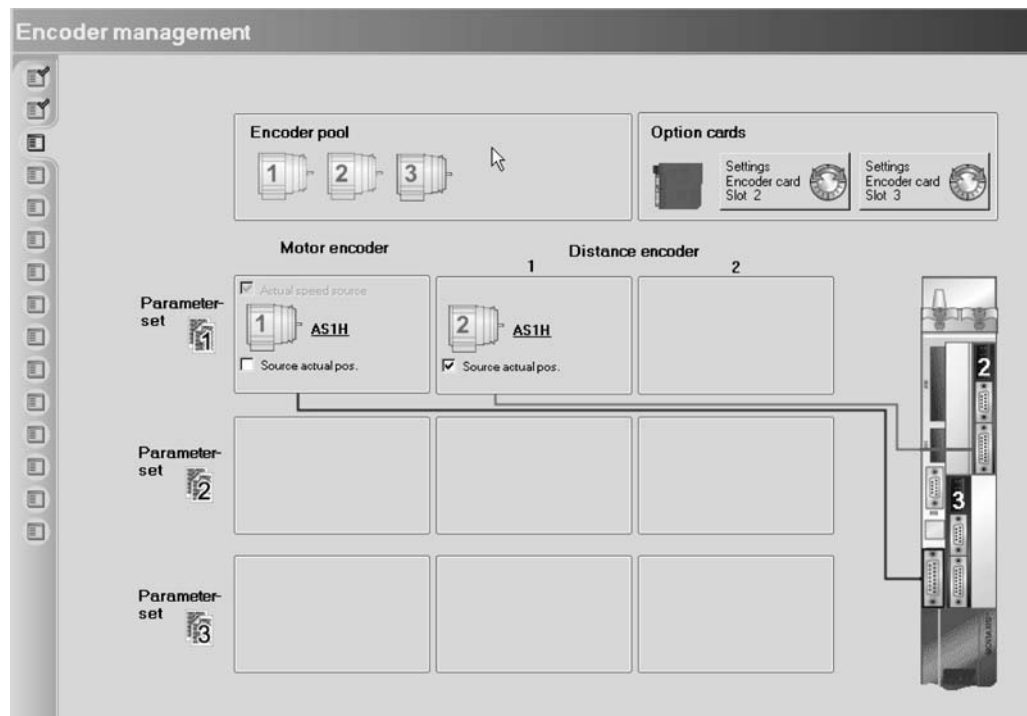 Encoder management
Encoder pool
1 2 3
Option cards
Settings
Encoder card
Slot 2
Settings
Encoder card
Slot 3
Motor encoder
Distance encoder
1 2
Parameter-
set
1
Actual speed source
1 AS1H
Source actual pos.
2 AS1H
Source actual pos.
2
3
Parameter-
set
2
Parameter-
set
3